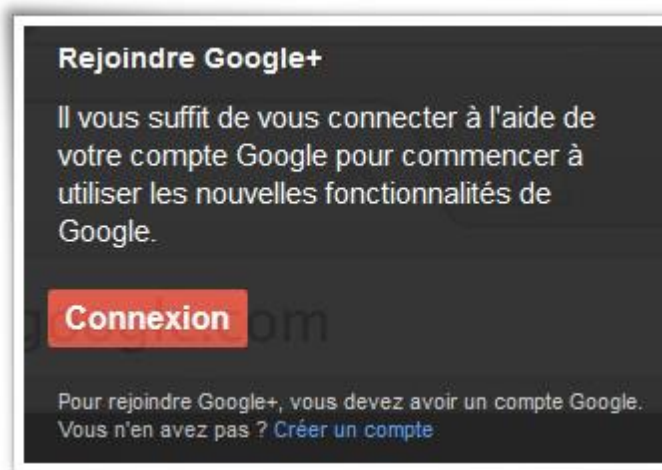 Rejoindre Google+
Il vous suffit de vous connecter à l'aide de
votre compte Google pour commencer à
utiliser les nouvelles fonctionnalités de
Google.
Connexion
Pour rejoindre Google+, vous devez avoir un compte Google.
Vous n'en avez pas ? Créer un compte